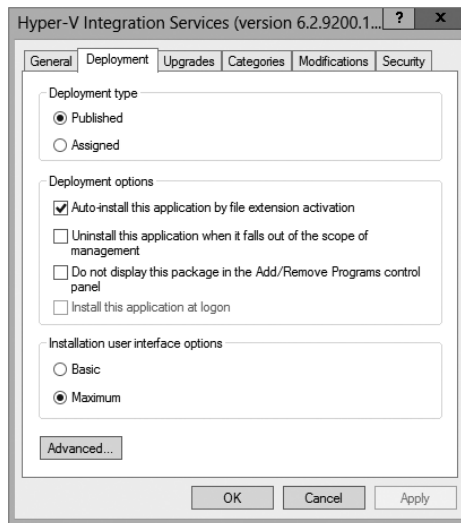 Hyper-V Integration Services (version 6.2.9200.1... ? x
General Deployment Upgrades Categories Modifications Security
Deployment type
Published
Assigned
Deployment options
Auto-install this application by file extension activation
Uninstall this application when it falls out of the scope of
management
Do not display this package in the Add/Remove Programs control
panel
Install this application at logon
Installation user interface options
Basic
Maximum
Advanced...
OK Cancel Apply